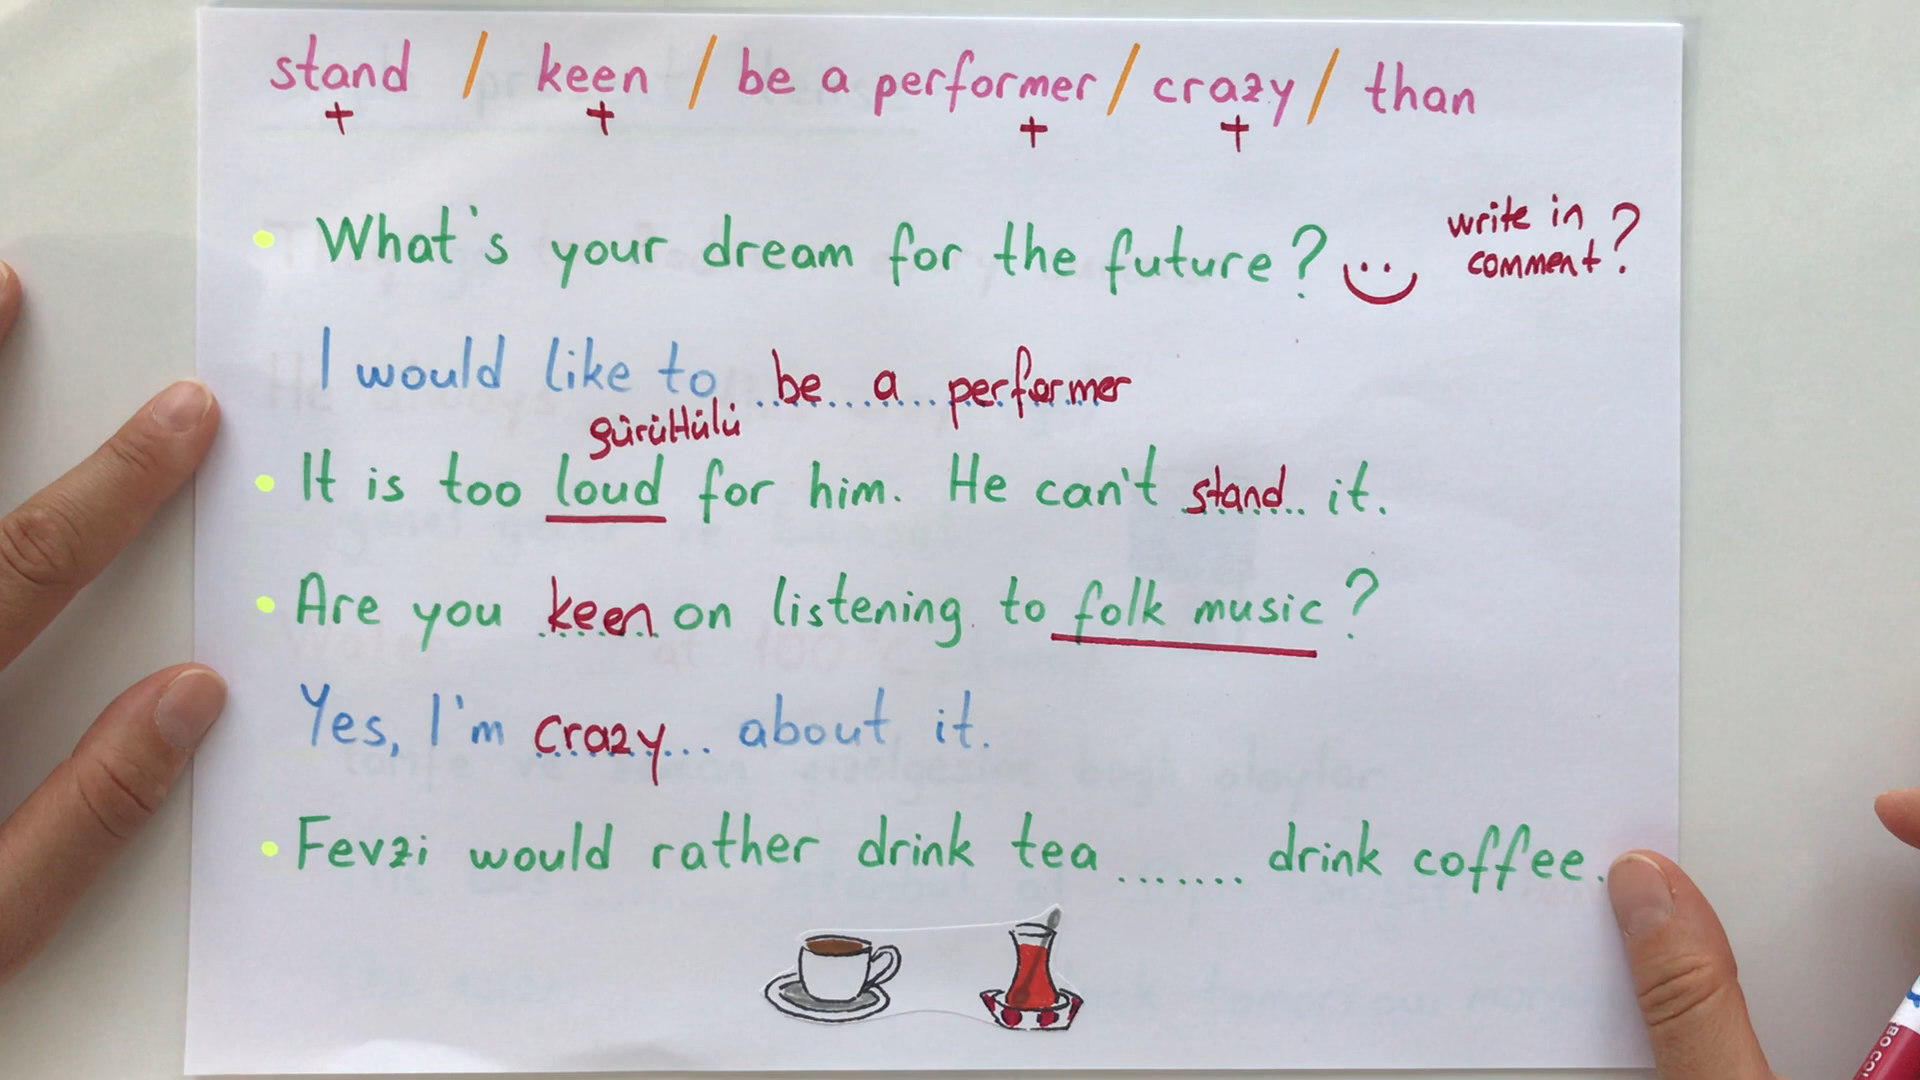 stand / keen / be a performer / crazy / than
+ + + +
What's your dream for the future?
write in comment?
I would like to be a performer
gürültülü
It is too loud for him. He can't stand it.
Are you keen on listening to folk music?
Yes, I'm crazy about it.
Fevzi would rather drink tea ....... drink coffee.